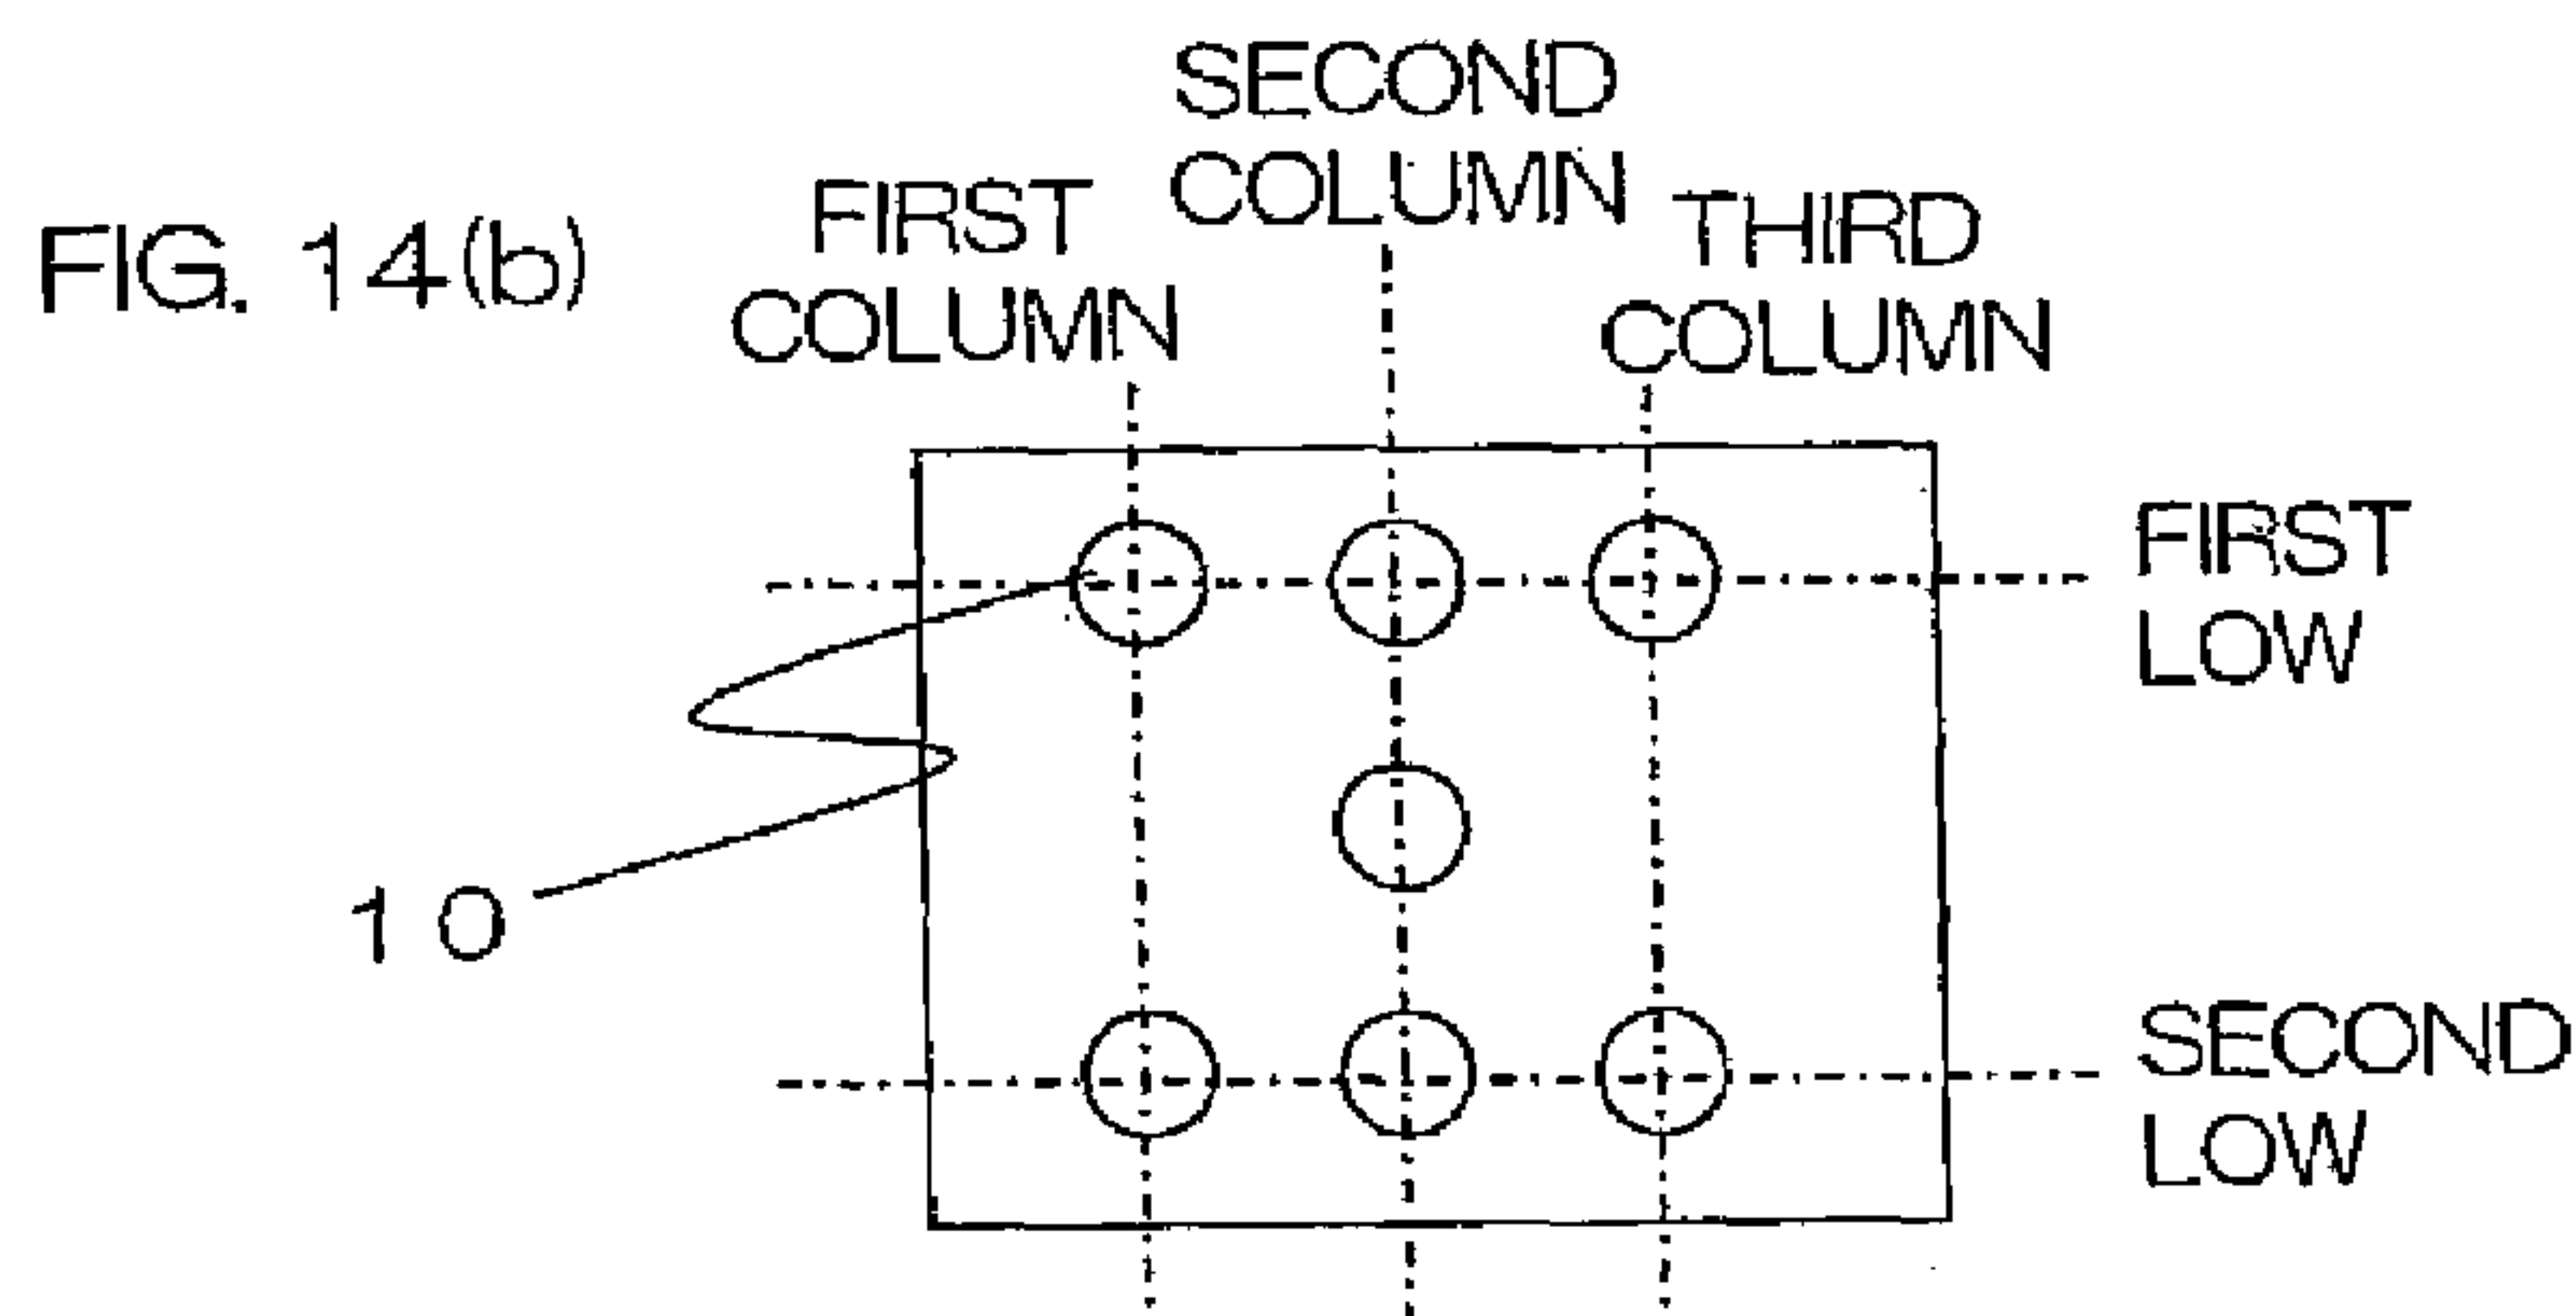 FIG. 14(b)
FIRST
COLUMN
SECOND
COLUMN
THIRD
COLUMN
FIRST
LOW
10
SECOND
LOW